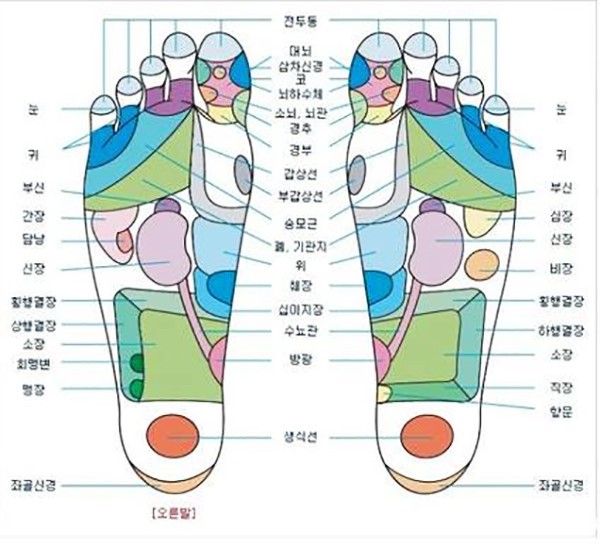 전두동
대뇌
삼차신경
코
뇌하수체
소뇌, 뇌관
경추
경부
갑상선
부갑상선
승모근
폐, 기관지
위
췌장
십이지장
수뇨관
방광
생식선
눈
귀
부신
간장
담낭
신장
횡행결장
상행결장
소장
회맹변
맹장
좌골신경
눈
귀
부신
심장
신장
비장
횡행결장
하행결장
소장
직장
항문
좌골신경
[오른발]